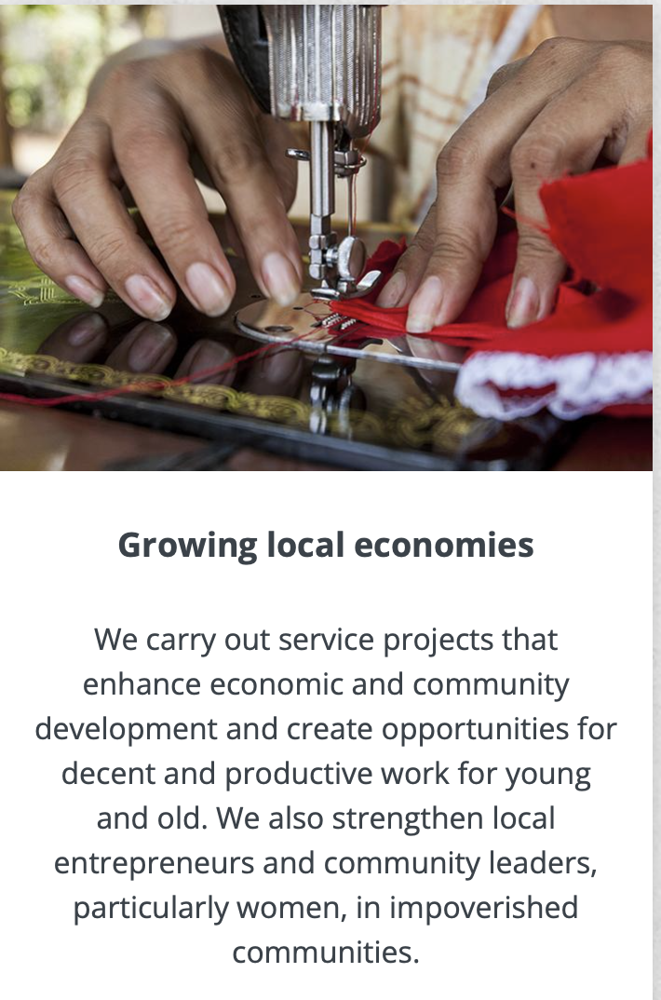 Growing local economies
We carry out service projects that
enhance economic and community
development and create opportunities for
decent and productive work for young
and old. We also strengthen local
entrepreneurs and community leaders,
particularly women, in impoverished
communities.